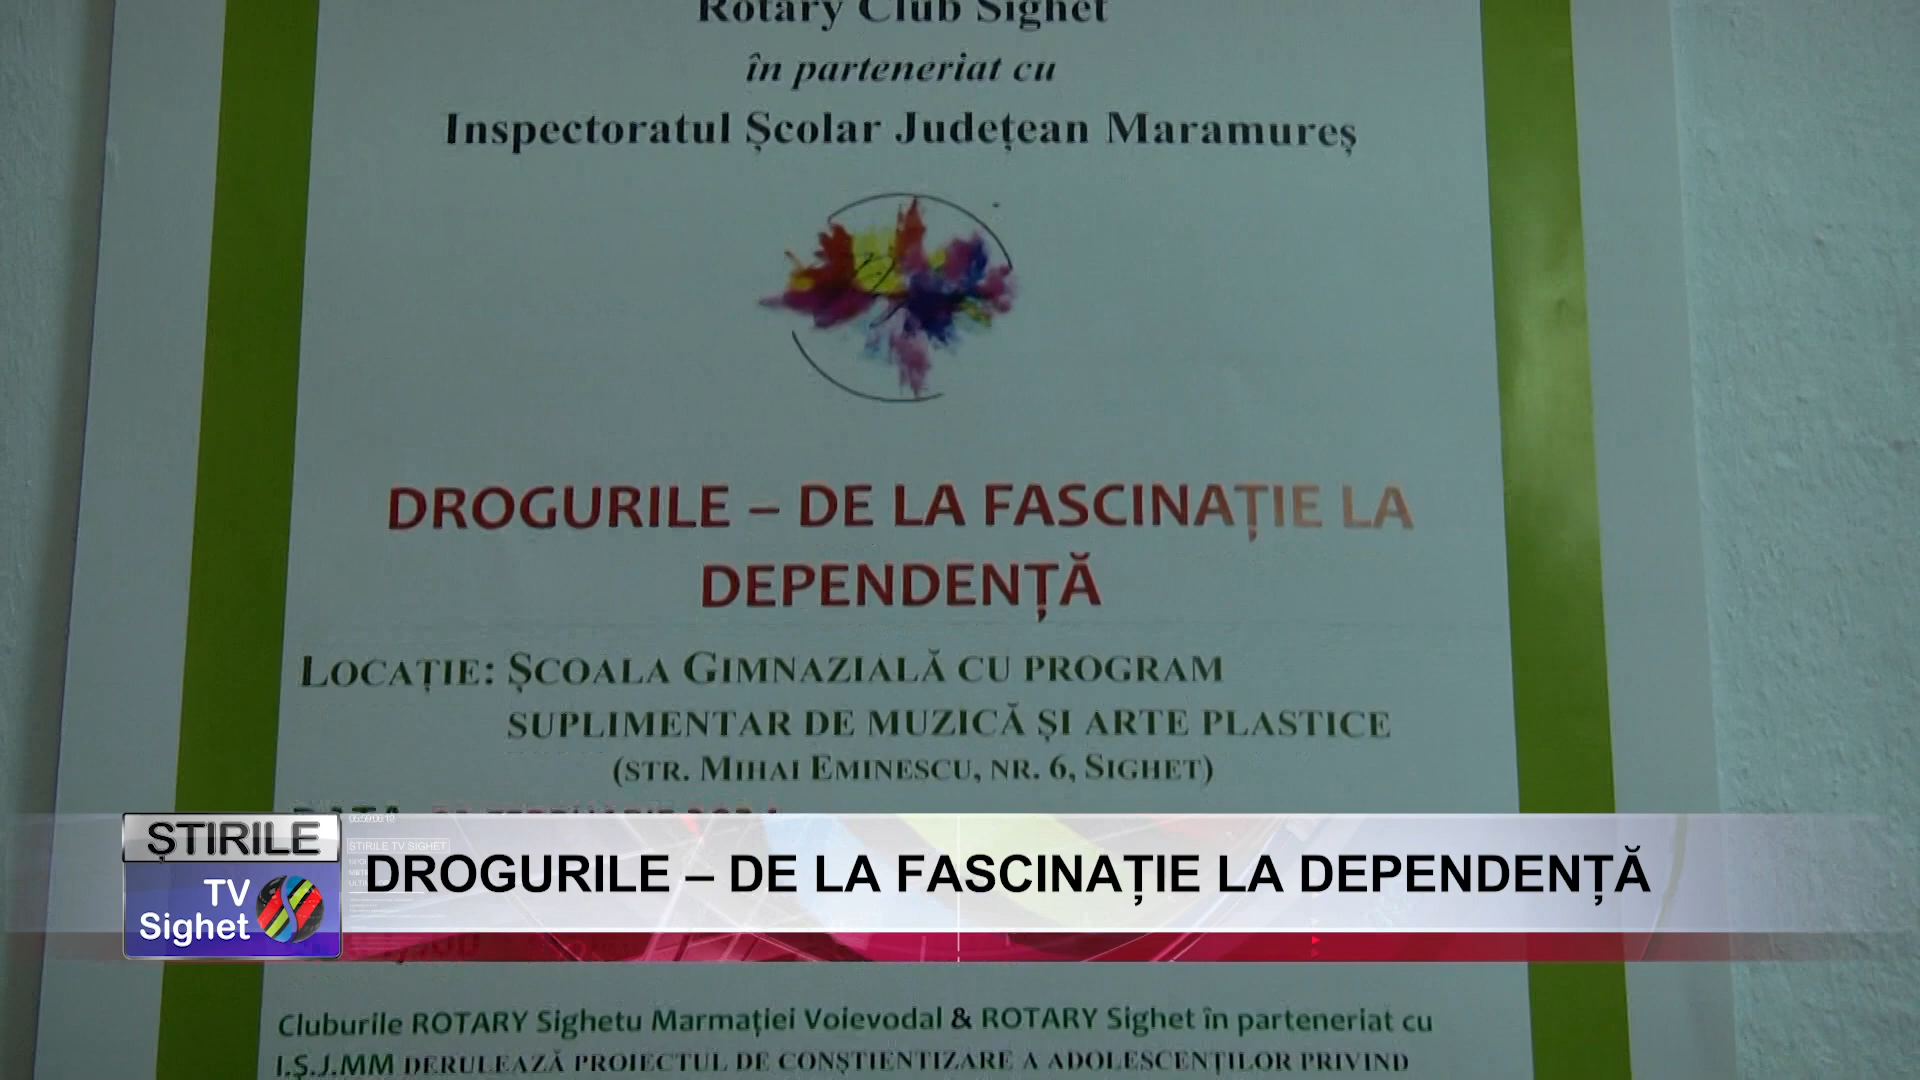 Rotary Club Sighet
în parteneriat cu
Inspectoratul Școlar Județean Maramureș
DROGURILE – DE LA FASCINAȚIE LA
DEPENDENȚĂ
LOCAȚIE: ȘCOALA GIMNAZIALĂ CU PROGRAM
SUPLIMENTAR DE MUZICĂ ȘI ARTE PLASTICE
(STR. MIHAI EMINESCU, NR. 6, SIGHET)
ȘTIRILE
TV
Sighet
STIRILE TV SIGHET
DROGURILE – DE LA FASCINAȚIE LA DEPENDENȚĂ
Cluburile ROTARY Sighetu Marmației Voievodal & ROTARY Sighet în parteneriat cu
I.Ș.J.MM DERULEAZĂ PROIECTUL DE CONȘTIENTIZARE A ADOLESCENȚILOR PRIVIND